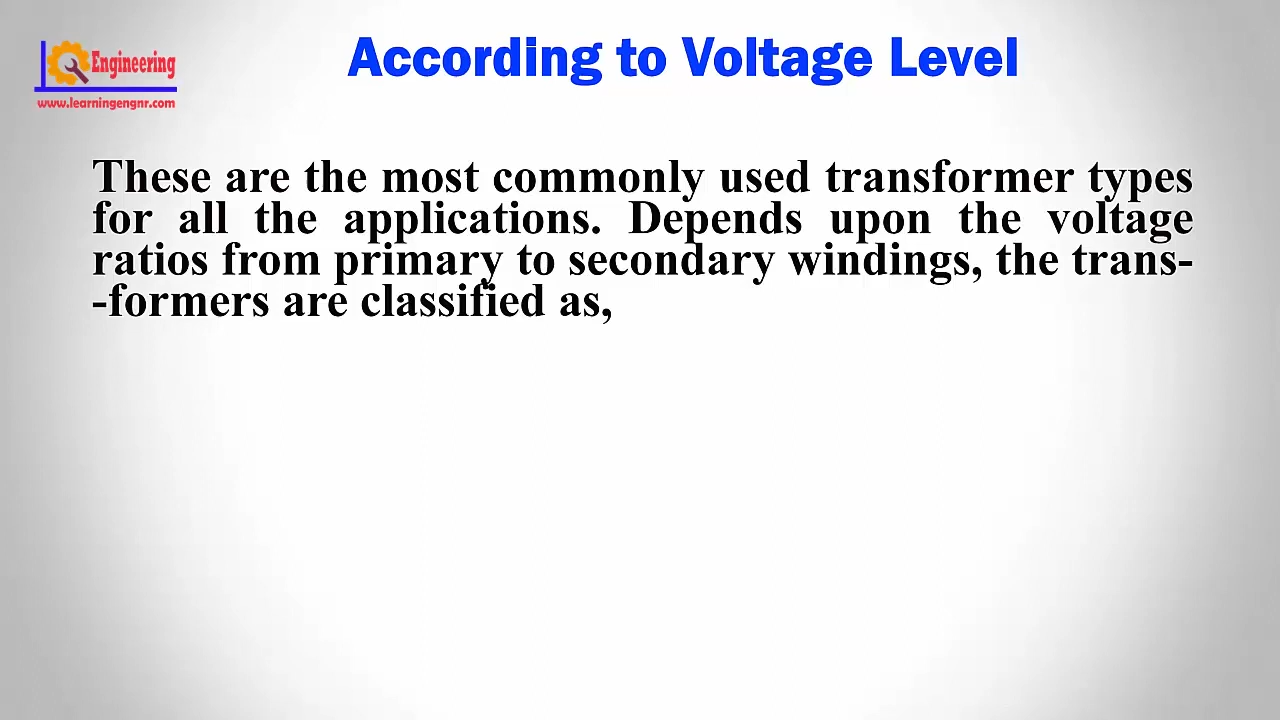 Engineering
www.learningengnr.com
According to Voltage Level
These are the most commonly used transformer types
for all the applications. Depends upon the voltage
ratios from primary to secondary windings, the trans-
-formers are classified as,